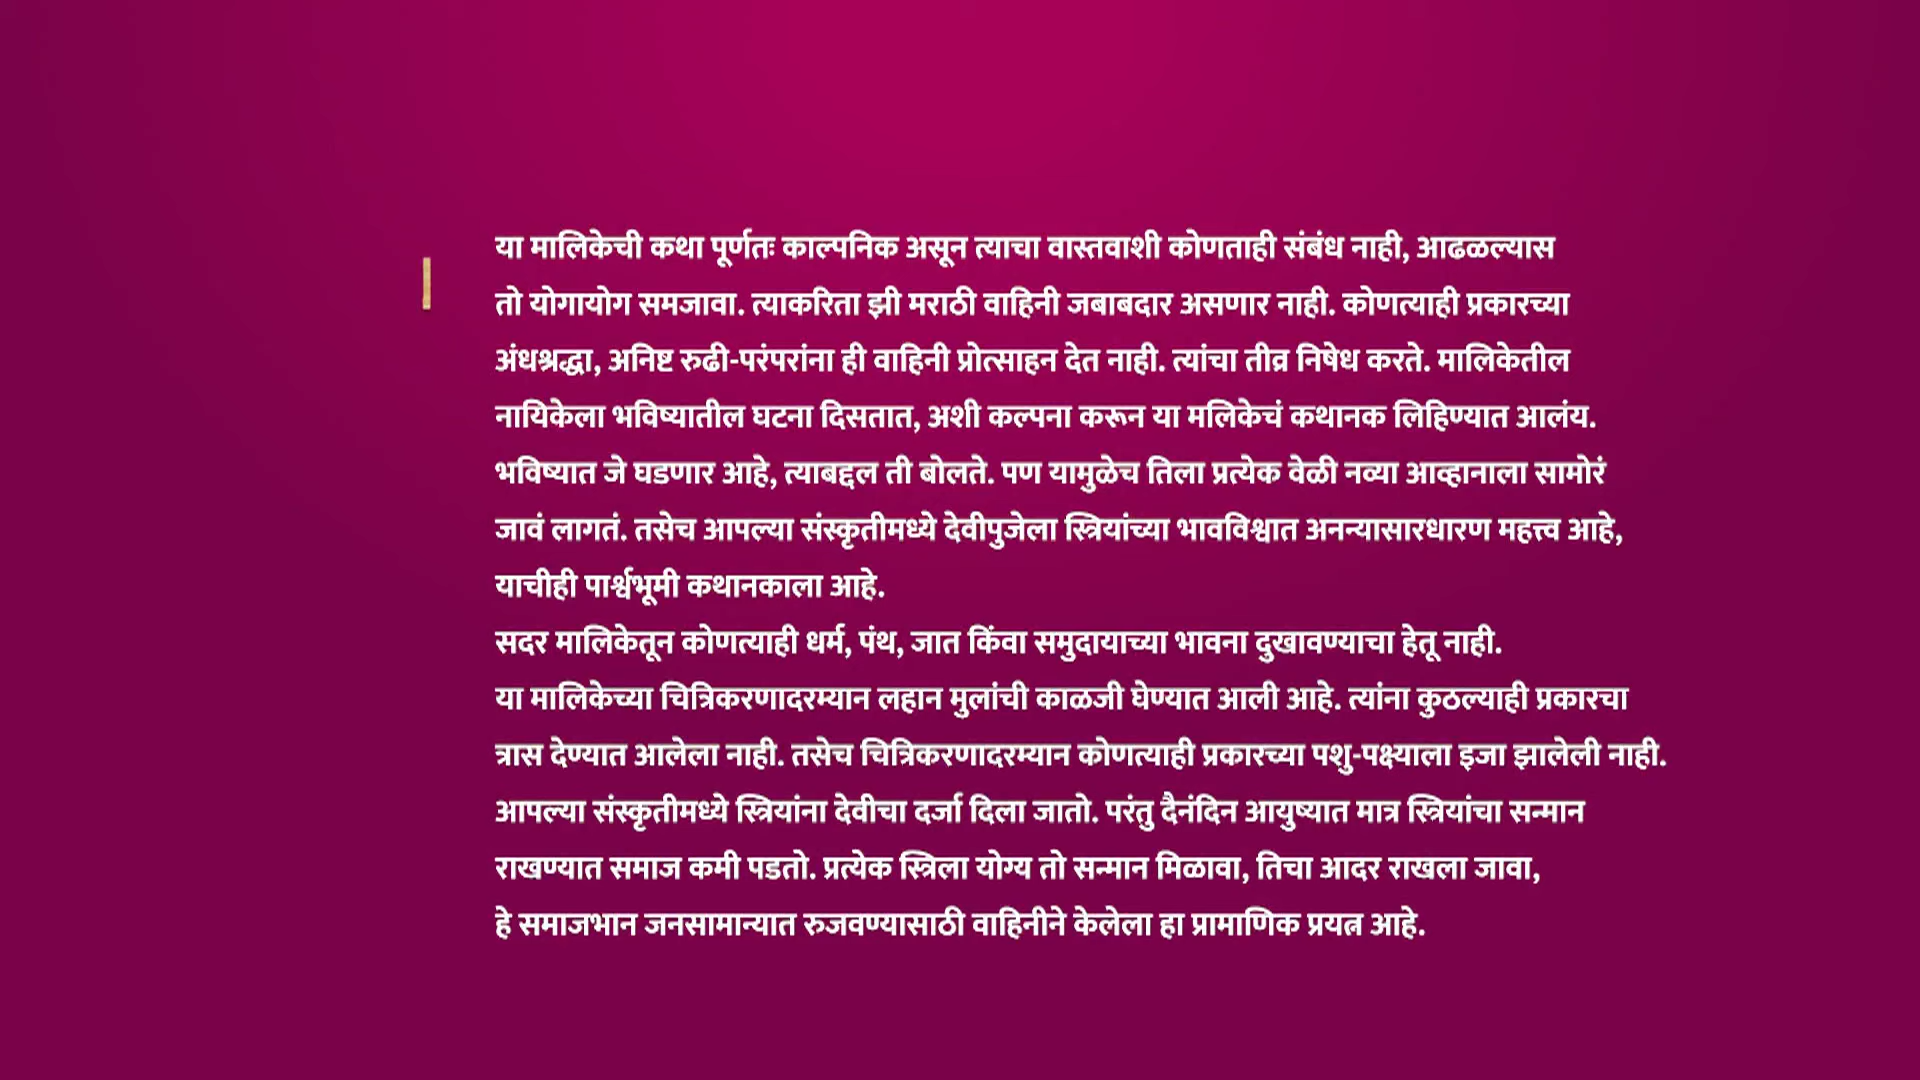 या मालिकेची कथा पूर्णतः काल्पनिक असून त्याचा वास्तवाशी कोणताही संबंध नाही, आढळल्यास
तो योगायोग समजावा. त्याकरिता झी मराठी वाहिनी जबाबदार असणार नाही. कोणत्याही प्रकारच्या
अंधश्रद्धा, अनिष्ट रुढी-परंपरांना ही वाहिनी प्रोत्साहन देत नाही. त्यांचा तीव्र निषेध करते. मालिकेतील
नायिकेला भविष्यातील घटना दिसतात, अशी कल्पना करून या मलिकेचं कथानक लिहिण्यात आलंय.
भविष्यात जे घडणार आहे, त्याबद्दल ती बोलते. पण यामुळेच तिला प्रत्येक वेळी नव्या आव्हानाला सामोरं
जावं लागतं. तसेच आपल्या संस्कृतीमध्ये देवीपुजेला स्त्रियांच्या भावविश्वात अनन्यासारधारण महत्त्व आहे,
याचीही पार्श्वभूमी कथानकाला आहे.
सदर मालिकेतून कोणत्याही धर्म, पंथ, जात किंवा समुदायाच्या भावना दुखावण्याचा हेतू नाही.
या मालिकेच्या चित्रिकरणादरम्यान लहान मुलांची काळजी घेण्यात आली आहे. त्यांना कुठल्याही प्रकारचा
त्रास देण्यात आलेला नाही. तसेच चित्रिकरणादरम्यान कोणत्याही प्रकारच्या पशु-पक्ष्याला इजा झालेली नाही.
आपल्या संस्कृतीमध्ये स्त्रियांना देवीचा दर्जा दिला जातो. परंतु दैनंदिन आयुष्यात मात्र स्त्रियांचा सन्मान
राखण्यात समाज कमी पडतो. प्रत्येक स्त्रिला योग्य तो सन्मान मिळावा, तिचा आदर राखला जावा,
हे समाजभान जनसामान्यात रुजवण्यासाठी वाहिनीने केलेला हा प्रामाणिक प्रयत्न आहे.